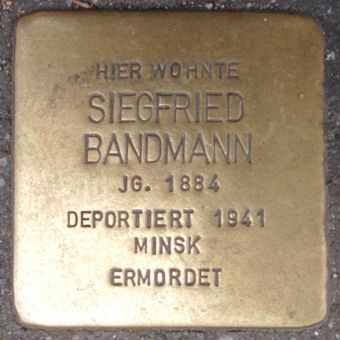 HIER WOHNTE
SIEGFRIED
BANDMANN
JG. 1884
DEPORTIERT 1941
MINSK
ERMORDET